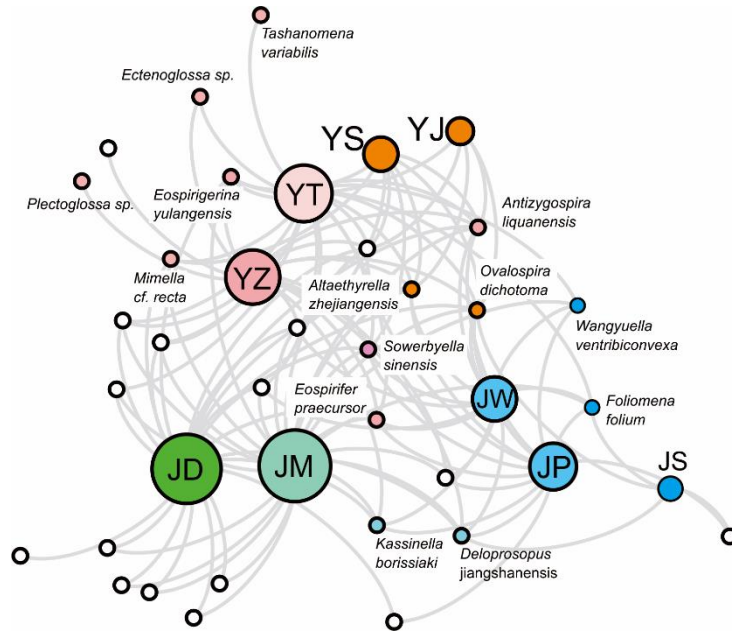 Tashanomena
variabilis
Ectenoglossa sp.
YS
YJ
Plectoglossa sp.
Eospirigerina
yulangensis
YT
Antizygospira
liquanensis
Mimella
cf. recta
YZ
Altaethyrella
zhejiangensis
Ovalospira
dichotoma
Wangyuella
ventribiconvexa
Sowerbyella
sinensis
Eospirifer
praecursor
JW
Foliomena
folium
JD
JM
JP
JS
Kassinella
borissiaki
Deloprosopus
jiangshanensis